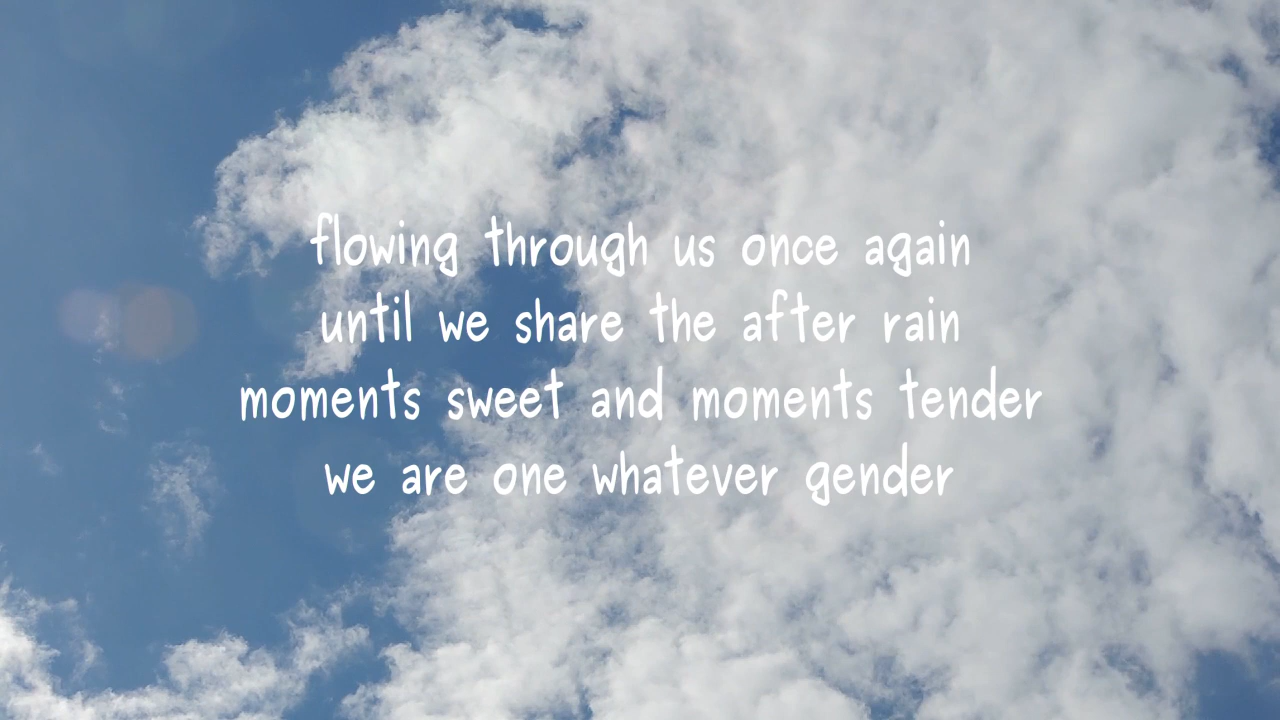 flowing through us once again
until we share the after rain
moments sweet and moments tender
we are one whatever gender